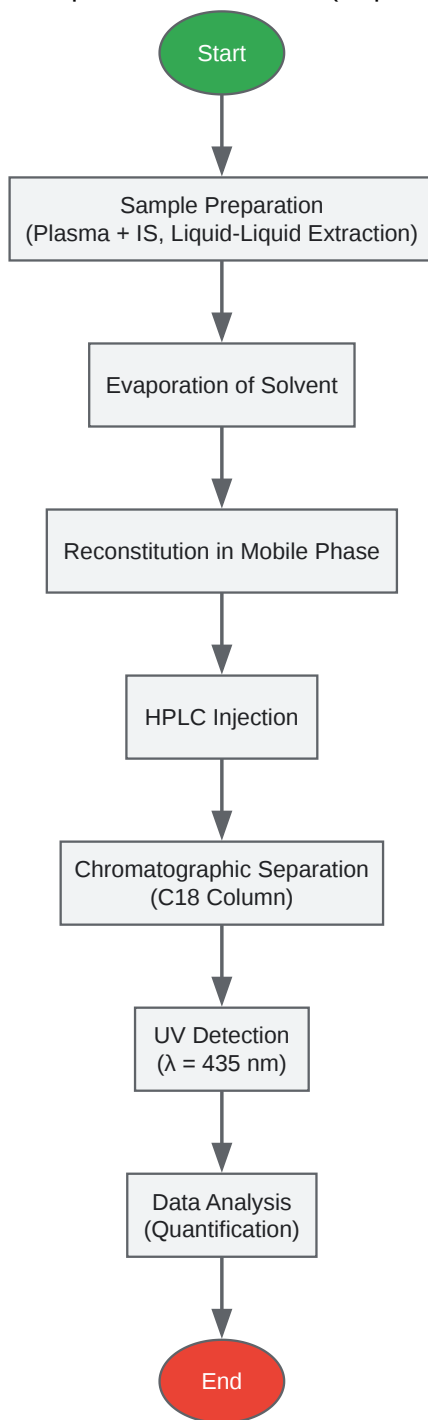 Start
Sample Preparation
(Plasma + IS, Liquid-Liquid Extraction)
Evaporation of Solvent
Reconstitution in Mobile Phase
HPLC Injection
Chromatographic Separation
(C18 Column)
UV Detection
(λ = 435 nm)
Data Analysis
(Quantification)
End